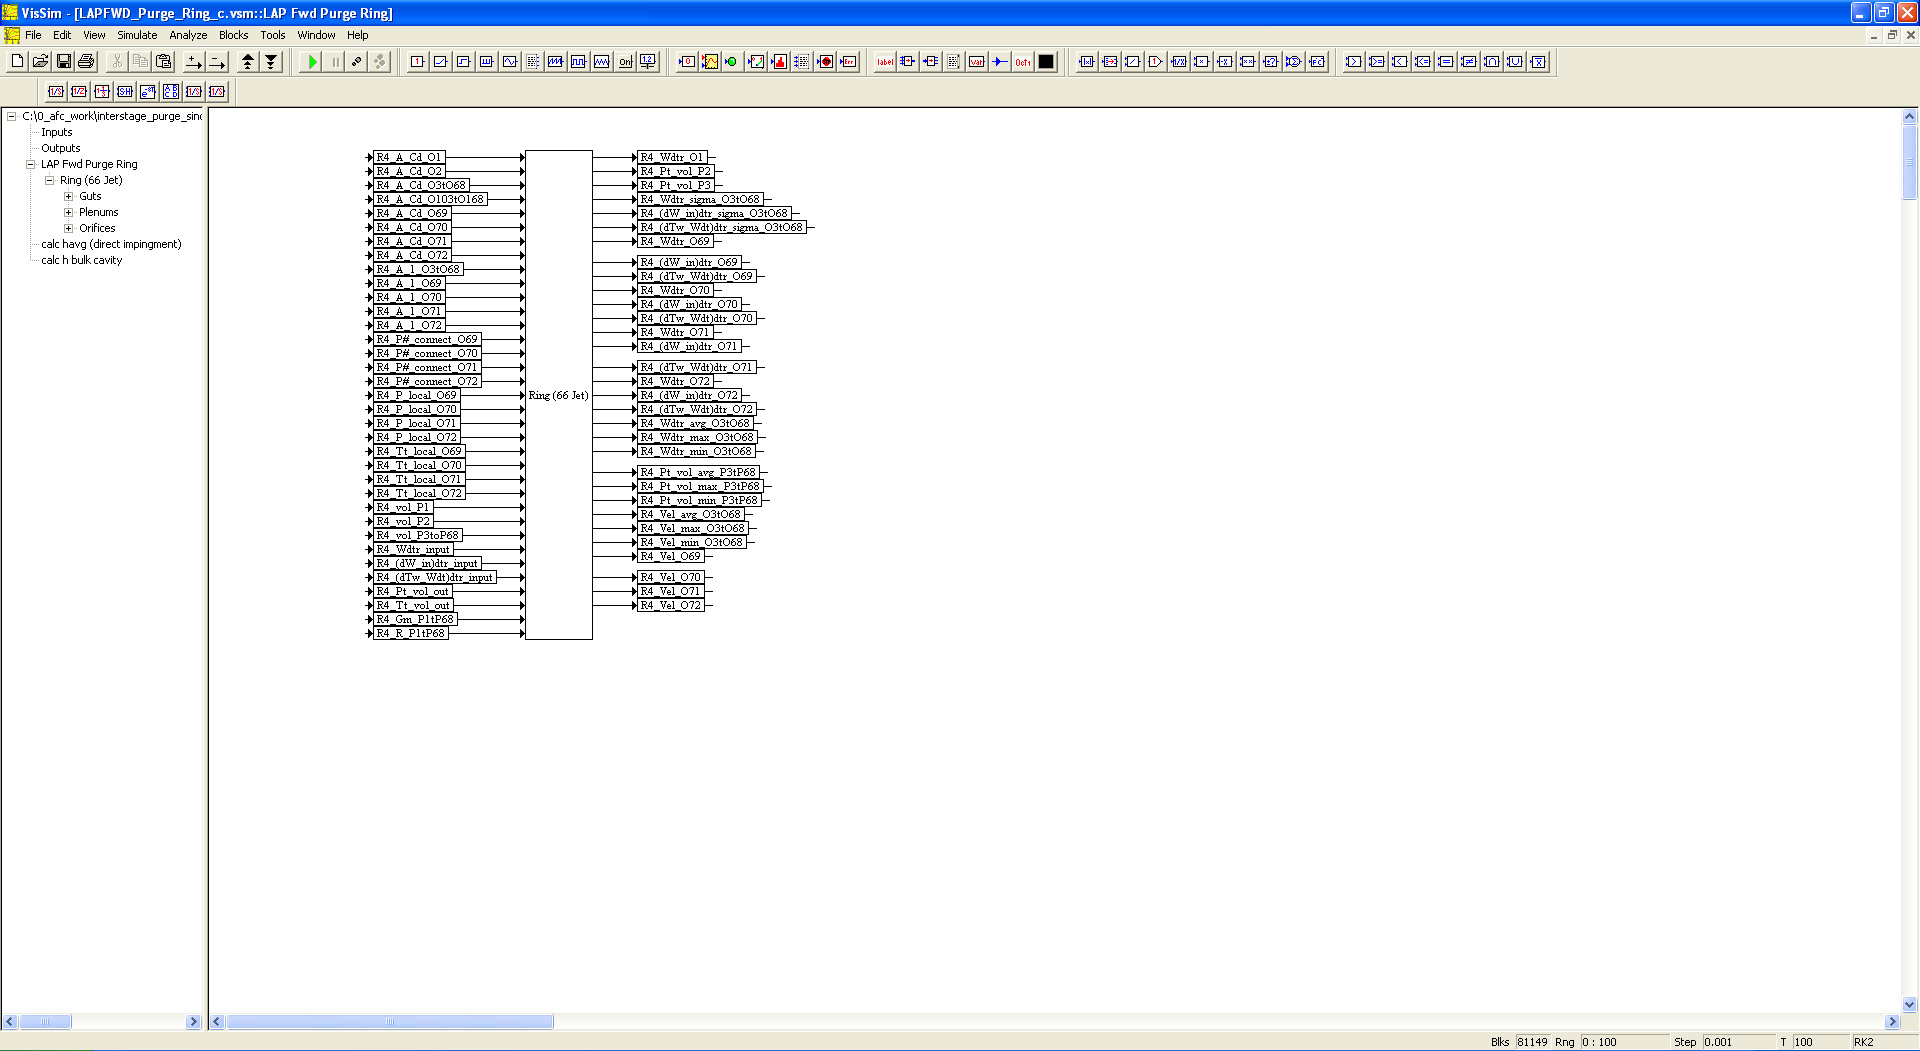 VisSim - [LAPFWD_Purge_Ring_c.vsm::LAP Fwd Purge Ring]
File Edit View Simulate Analyze Blocks Tools Window Help
C:\0_afc_work\interstage_purge_sinc
Inputs
Outputs
LAP Fwd Purge Ring
Ring (66 Jet)
Guts
Plenums
Orifices
calc havg (direct impingment)
calc h bulk cavity
R4_A_Cd_O1
R4_A_Cd_O2
R4_A_Cd_O3tO68
R4_A_Cd_O103tO168
R4_A_Cd_O69
R4_A_Cd_O70
R4_A_Cd_O71
R4_A_Cd_O72
R4_A_1_O3tO68
R4_A_1_O69
R4_A_1_O70
R4_A_1_O71
R4_A_1_O72
R4_P#_connect_O69
R4_P#_connect_O70
R4_P#_connect_O71
R4_P#_connect_O72
R4_P_local_O69
R4_P_local_O70
R4_P_local_O71
R4_P_local_O72
R4_Tt_local_O69
R4_Tt_local_O70
R4_Tt_local_O71
R4_Tt_local_O72
R4_vol_P1
R4_vol_P2
R4_vol_P3toP68
R4_Wdtr_input
R4_(dW_in)dtr_input
R4_(dTw_Wdt)dtr_input
R4_Pt_vol_out
R4_Tt_vol_out
R4_Gm_P1tP68
R4_R_P1tP68
Ring (66 Jet)
R4_Wdtr_O1
R4_Pt_vol_P2
R4_Pt_vol_P3
R4_Wdtr_sigma_O3tO68
R4_(dW_in)dtr_sigma_O3tO68
R4_(dTw_Wdt)dtr_sigma_O3tO68
R4_Wdtr_O69
R4_(dW_in)dtr_O69
R4_(dTw_Wdt)dtr_O69
R4_Wdtr_O70
R4_(dW_in)dtr_O70
R4_(dTw_Wdt)dtr_O70
R4_Wdtr_O71
R4_(dW_in)dtr_O71
R4_(dTw_Wdt)dtr_O71
R4_Wdtr_O72
R4_(dW_in)dtr_O72
R4_(dTw_Wdt)dtr_O72
R4_Wdtr_avg_O3tO68
R4_Wdtr_max_O3tO68
R4_Wdtr_min_O3tO68
R4_Pt_vol_avg_P3tP68
R4_Pt_vol_max_P3tP68
R4_Pt_vol_min_P3tP68
R4_Vel_avg_O3tO68
R4_Vel_max_O3tO68
R4_Vel_min_O3tO68
R4_Vel_O69
R4_Vel_O70
R4_Vel_O71
R4_Vel_O72
Blks 81149 Rng 0 : 100 Step 0.001 T 100 RK2